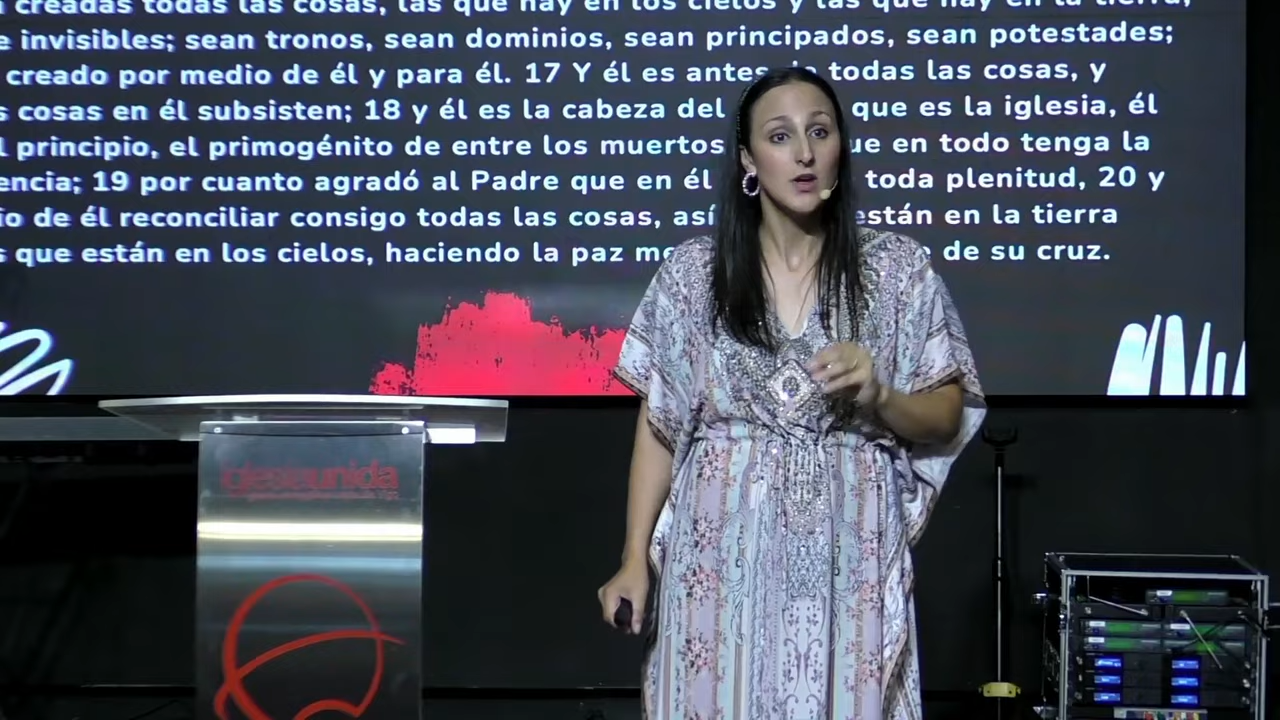 creadas todas las cosas, las que hay en los cielos y las que hay en la tierra,
e invisibles; sean tronos, sean dominios, sean principados, sean potestades;
creado por medio de él y para él. 17 Y él es antes todas las cosas, y
s cosas en él subsisten; 18 y él es la cabeza del que es la iglesia, él
l principio, el primogénito de entre los muertos ue en todo tenga la
encia; 19 por cuanto agradó al Padre que en él toda plenitud, 20 y
io de él reconciliar consigo todas las cosas, así están en la tierra
s que están en los cielos, haciendo la paz me de su cruz.
iglesiaunida